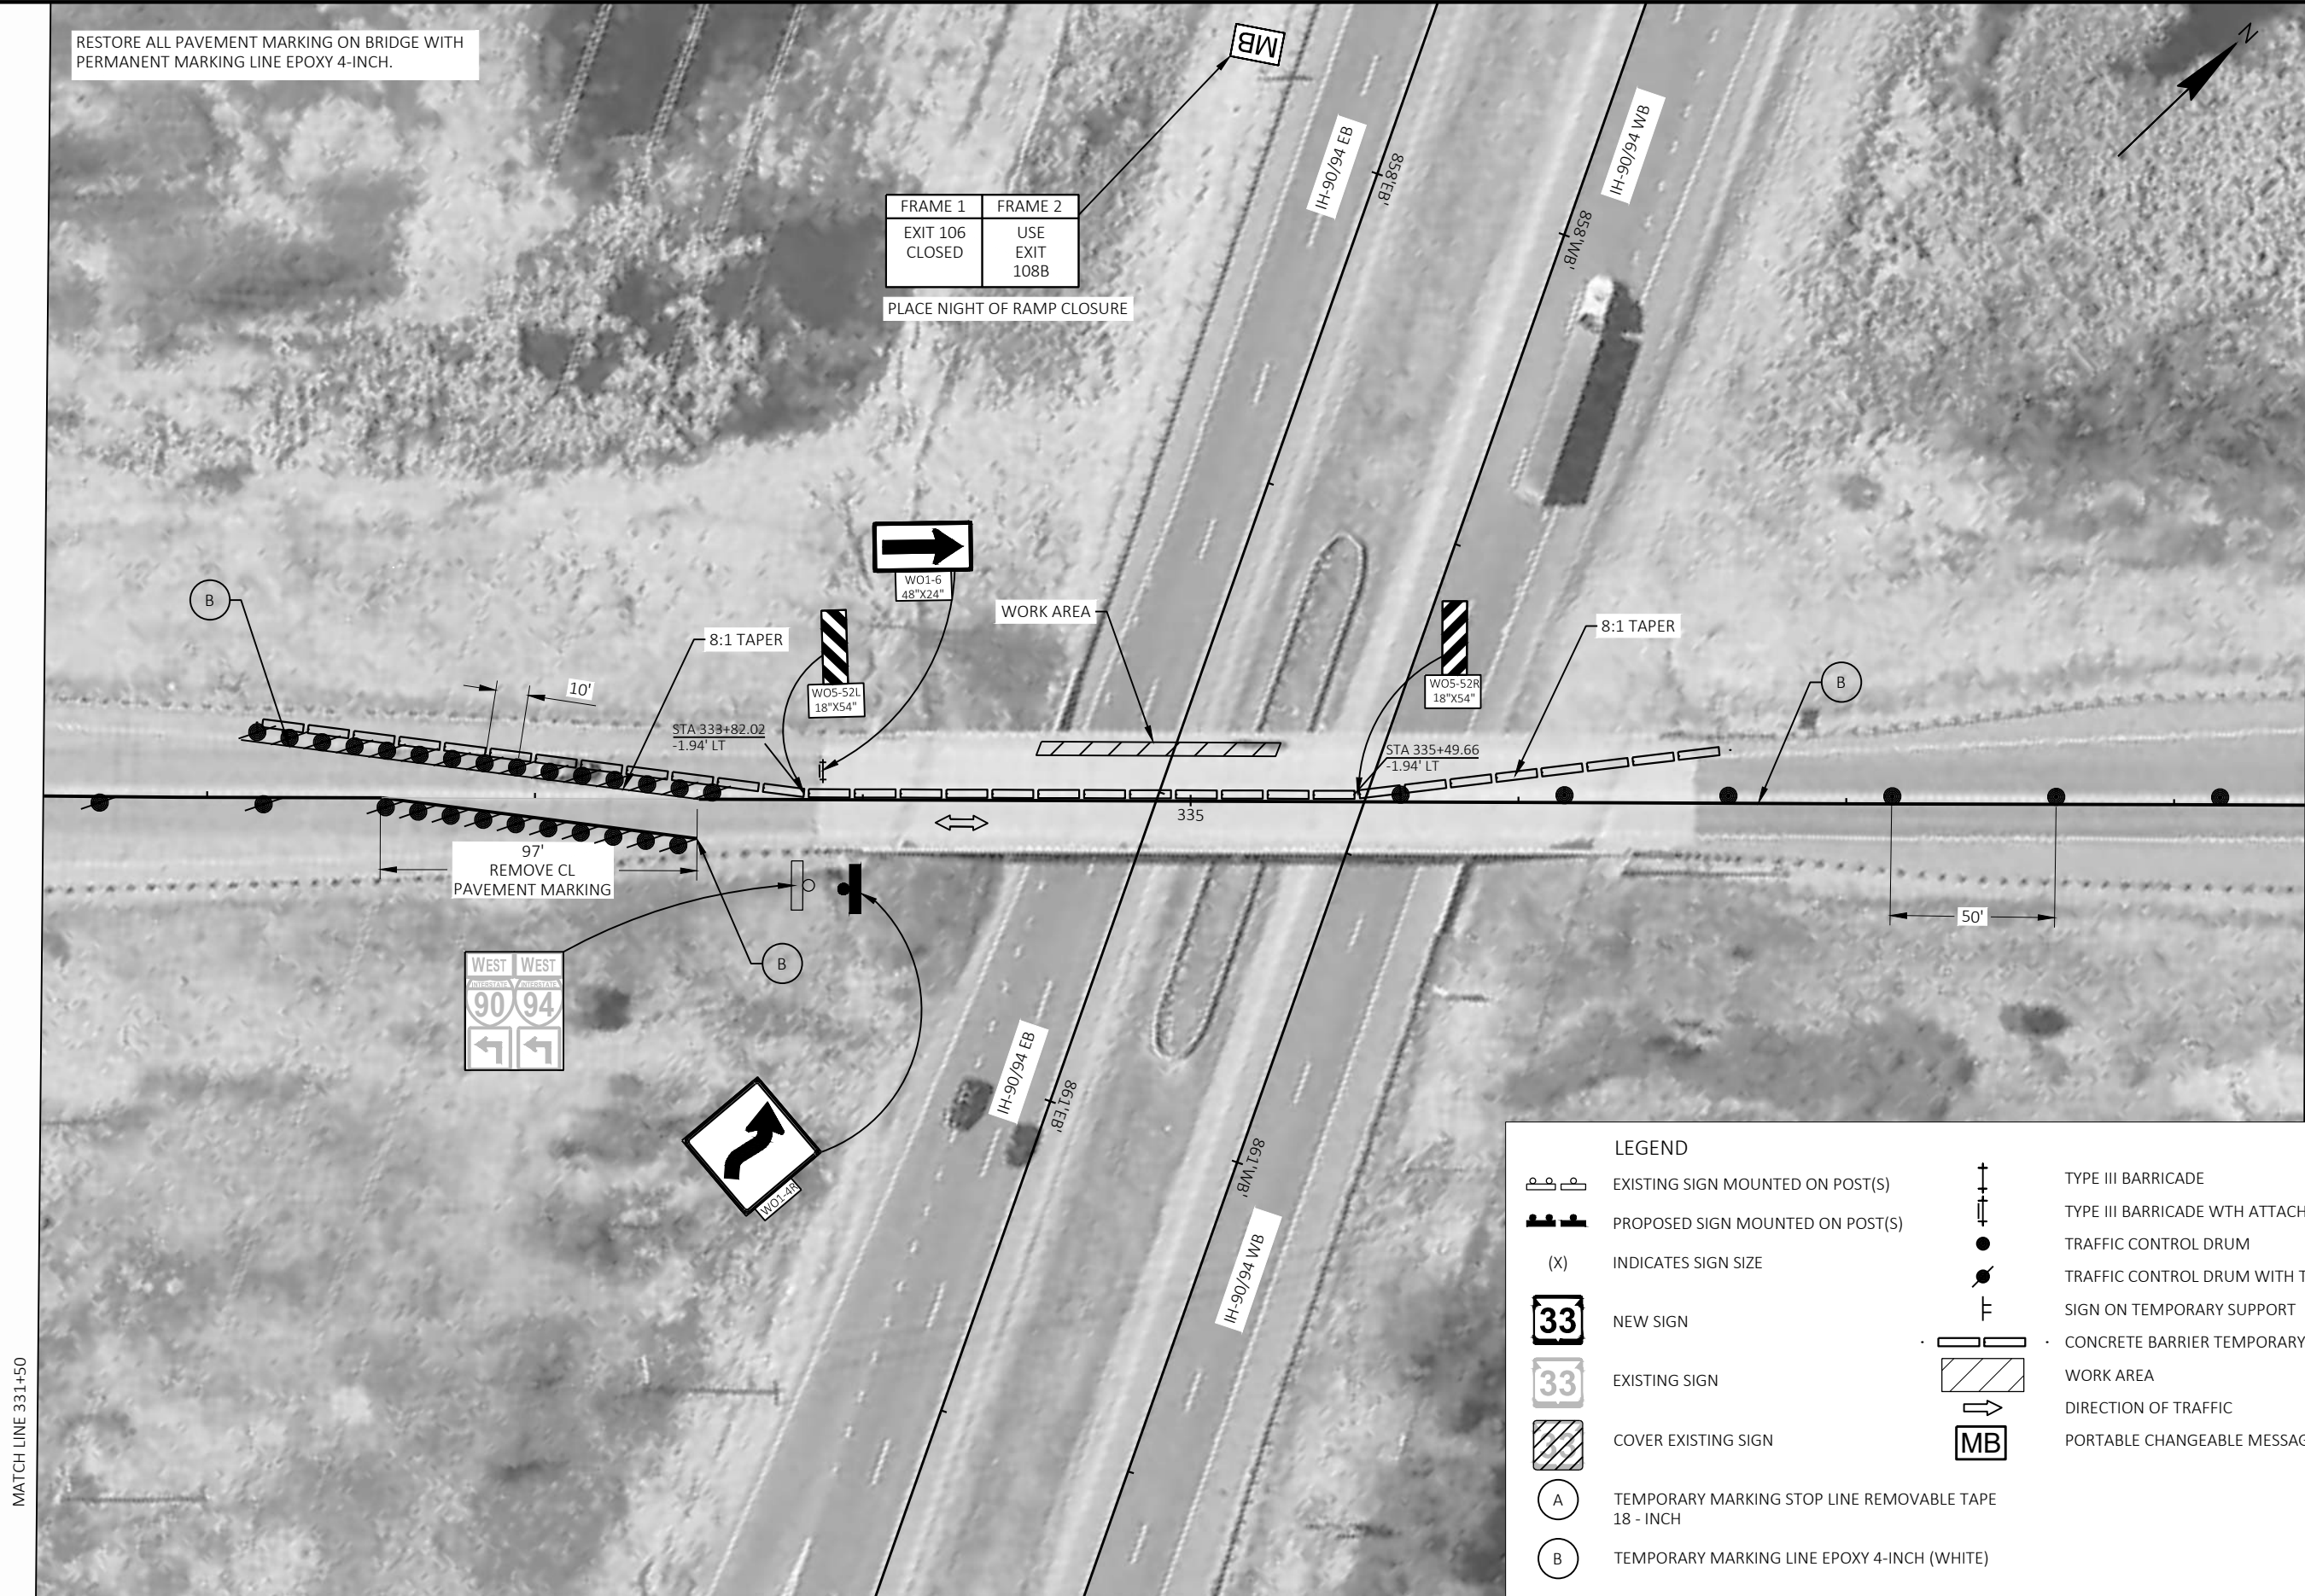 RESTORE ALL PAVEMENT MARKING ON BRIDGE WITH
PERMANENT MARKING LINE EPOXY 4-INCH.
MB
N
FRAME 1 FRAME 2
EXIT 106 USE
CLOSED EXIT
108B
PLACE NIGHT OF RAMP CLOSURE
IH-90/94 EB
858'EB'
IH-90/94 WB
858'WB'
WO1-6
48"X24"
B
8:1 TAPER
WORK AREA
8:1 TAPER
10'
WO5-52L
18"X54"
WO5-52R
18"X54"
B
STA 333+82.02
-1.94' LT
STA 335+49.66
-1.94' LT
335
97'
REMOVE CL
PAVEMENT MARKING
50'
B
WEST WEST
INTERSTATE INTERSTATE
90 94
WO1-4R
IH-90/94 EB
861'EB'
861'WB'
IH-90/94 WB
MATCH LINE 331+50
LEGEND
EXISTING SIGN MOUNTED ON POST(S)
PROPOSED SIGN MOUNTED ON POST(S)
(X) INDICATES SIGN SIZE
33 NEW SIGN
33 EXISTING SIGN
33 COVER EXISTING SIGN
A TEMPORARY MARKING STOP LINE REMOVABLE TAPE
18 - INCH
B TEMPORARY MARKING LINE EPOXY 4-INCH (WHITE)
TYPE III BARRICADE
TYPE III BARRICADE WTH ATTACH
TRAFFIC CONTROL DRUM
TRAFFIC CONTROL DRUM WITH T
SIGN ON TEMPORARY SUPPORT
CONCRETE BARRIER TEMPORARY
WORK AREA
DIRECTION OF TRAFFIC
MB PORTABLE CHANGEABLE MESSAG